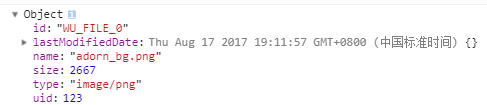 ▼ Object i
id: "WU_FILE_0"
▶ lastModifiedDate: Thu Aug 17 2017 19:11:57 GMT+0800 (中国标准时间) {}
name: "adorn_bg.png"
size: 2667
type: "image/png"
uid: 123